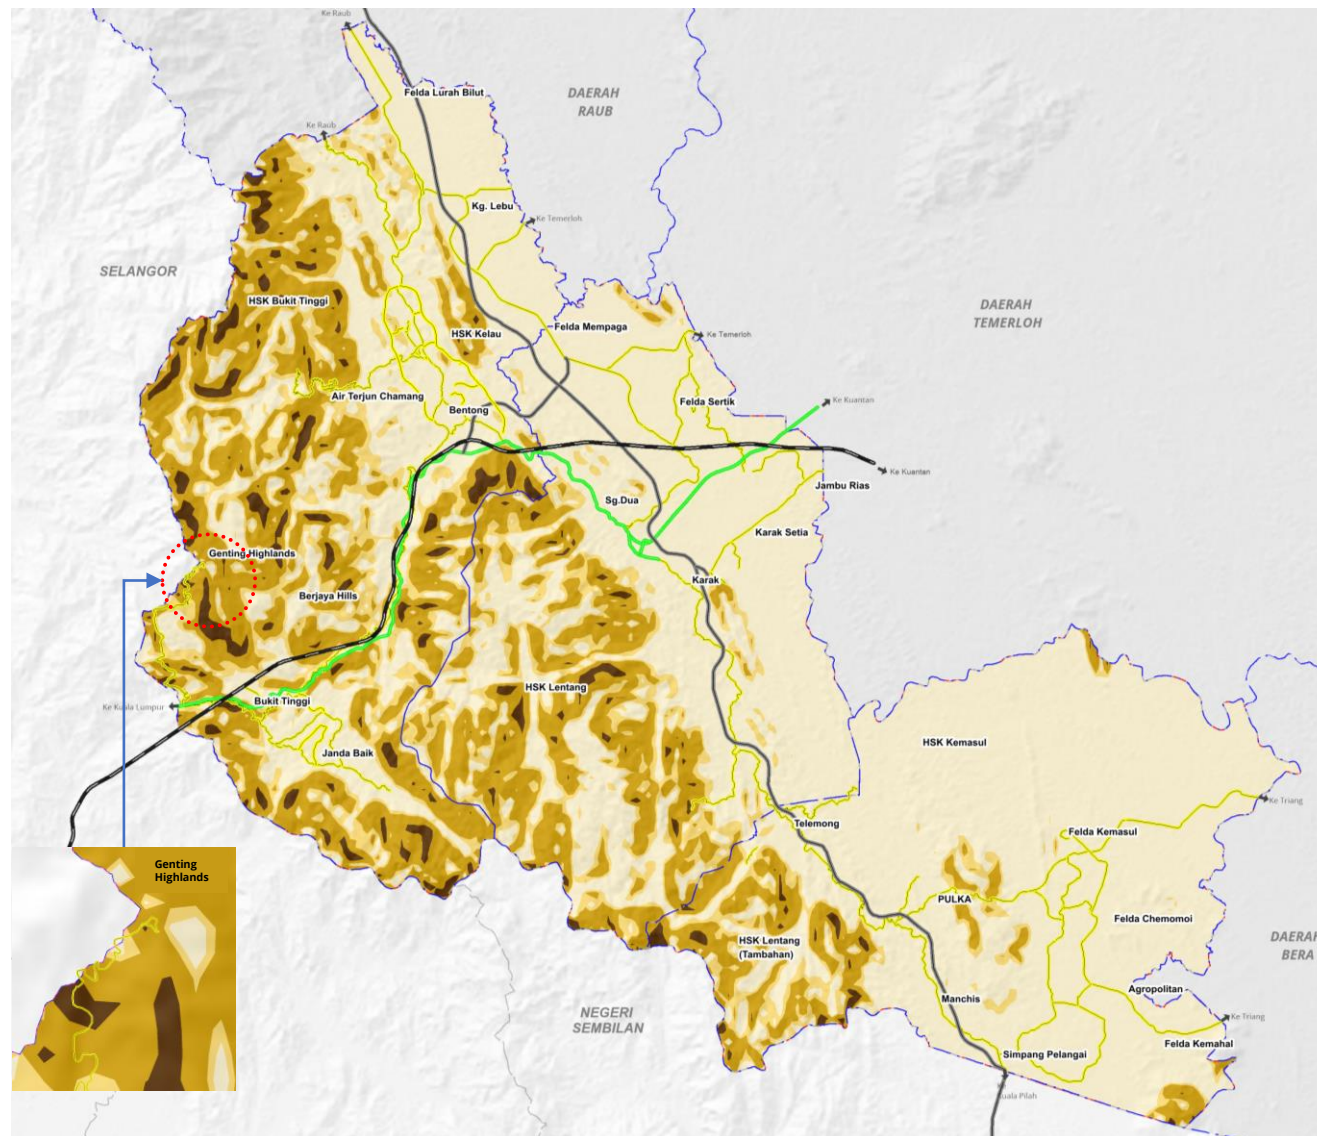 Ke Raub
DAERAH
RAUB
Felda Lurah Bilut
Ke Raub
Kg. Lebu
Ke Temerloh
SELANGOR
HSK Bukit Tinggi
DAERAH
TEMERLOH
HSK Kelau
Felda Mempaga
Ke Temerloh
Air Terjun Chamang
Bentong
Felda Sertik
Ke Kuantan
Ke Kuantan
Jambu Rias
Sg.Dua
Karak Setia
Genting Highlands
Karak
Berjaya Hills
HSK Lentang
Bukit Tinggi
Ke Kuala Lumpur
Janda Baik
HSK Kemasul
Ke Triang
Telemong
Felda Kemasul
Genting
Highlands
PULKA
Felda Chemomoi
HSK Lentang
(Tambahan)
DAERAH
BERA
Agropolitan
Manchis
NEGERI
SEMBILAN
Ke Triang
Felda Kemahal
Simpang Pelangai
Kuala Pilah